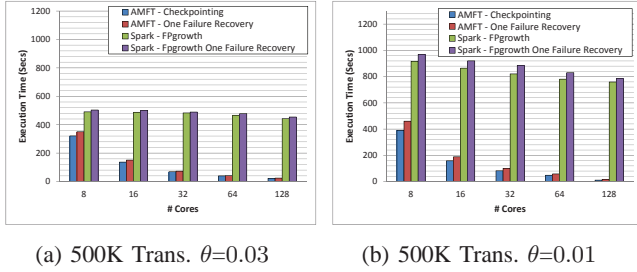 1200
1000
800
600
400
200
0
Execution Time (Secs)
AMFT - Checkpointing
AMFT - One Failure Recovery
Spark - FPgrowth
Spark - Fpgrowth One Failure Recovery
8 16 32 64 128
# Cores
(a) 500K Trans. θ=0.03
1200
1000
800
600
400
200
0
Execution Time (Secs)
AMFT - Checkpointing
AMFT - One Failure Recovery
Spark - FPgrowth
Spark - Fpgrowth One Failure Recovery
8 16 32 64 128
# Cores
(b) 500K Trans. θ=0.01